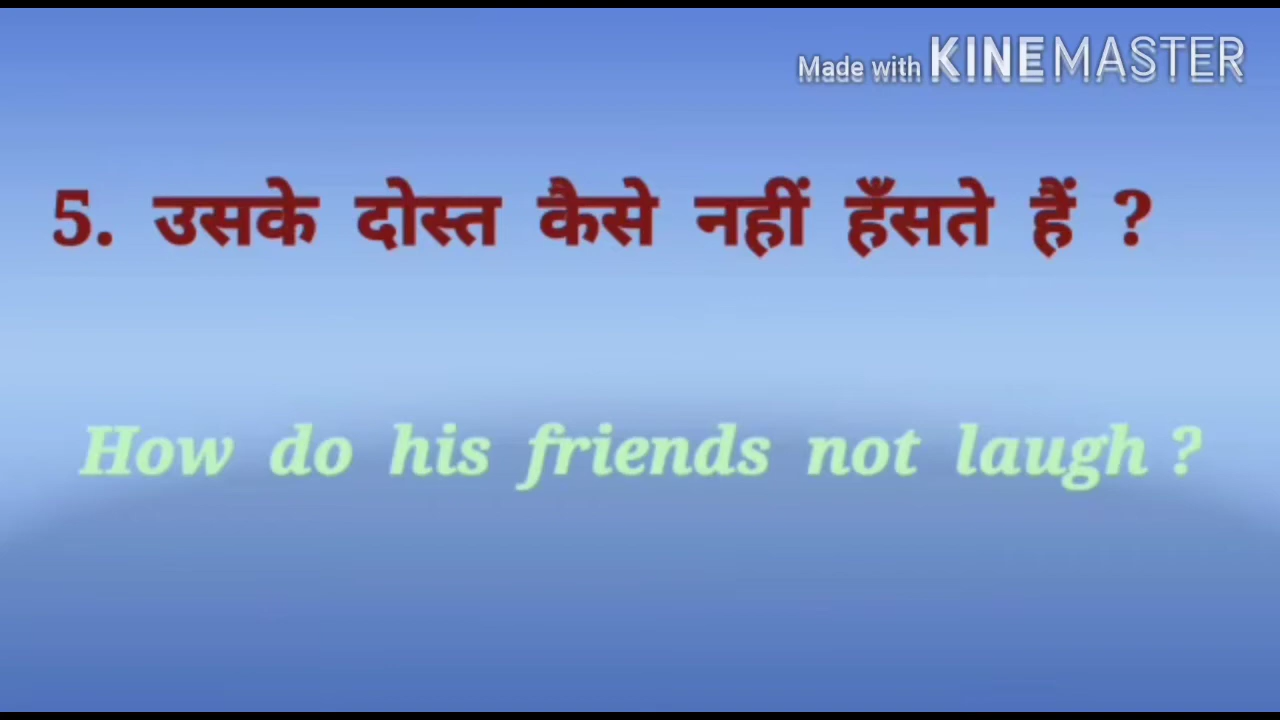 Made with KINEMASTER
5. उसके दोस्त कैसे नहीं हँसते हैं ?
How do his friends not laugh ?